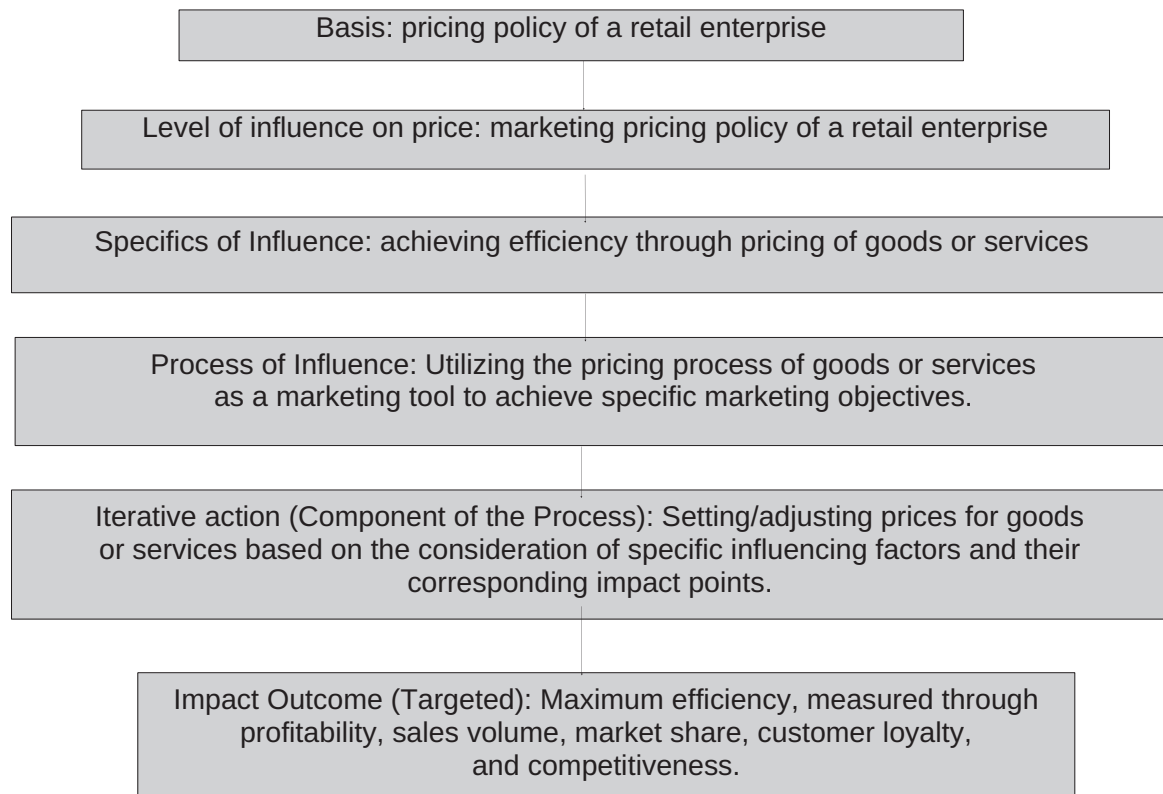 Basis: pricing policy of a retail enterprise
Level of influence on price: marketing pricing policy of a retail enterprise
Specifics of Influence: achieving efficiency through pricing of goods or services
Process of Influence: Utilizing the pricing process of goods or services
as a marketing tool to achieve specific marketing objectives.
Iterative action (Component of the Process): Setting/adjusting prices for goods
or services based on the consideration of specific influencing factors and their
corresponding impact points.
Impact Outcome (Targeted): Maximum efficiency, measured through
profitability, sales volume, market share, customer loyalty,
and competitiveness.